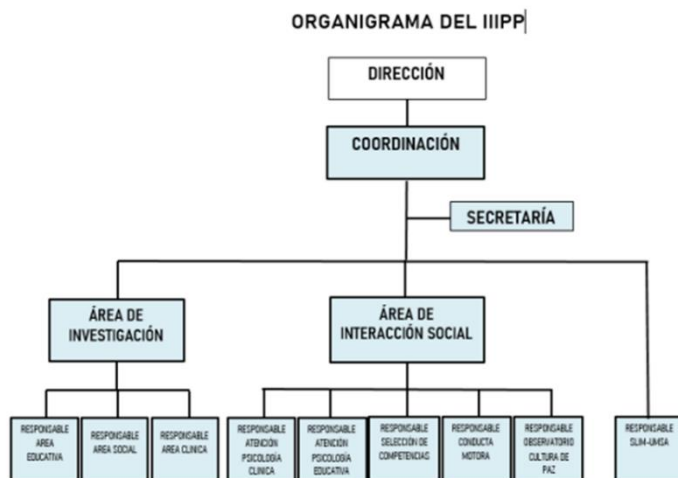 ORGANIGRAMA DEL IIIPP
DIRECCIÓN
COORDINACIÓN
SECRETARÍA
ÁREA DE
INVESTIGACIÓN
ÁREA DE
INTERACCIÓN SOCIAL
RESPONSABLE
AREA
EDUCATIVA
RESPONSABLE
AREA SOCIAL
RESPONSABLE
AREA CLINICA
RESPONSABLE
ATENCIÓN
PSICOLOGÍA
CLINICA
RESPONSABLE
ATENCIÓN
PSICOLOGÍA
EDUCATIVA
RESPONSABLE
SELECCIÓN DE
COMPETENCIAS
RESPONSABLE
CONDUCTA
MOTORA
RESPONSABLE
OBSERVATORIO
CULTURA DE
PAZ
RESPONSABLE
SLIM-UMSA